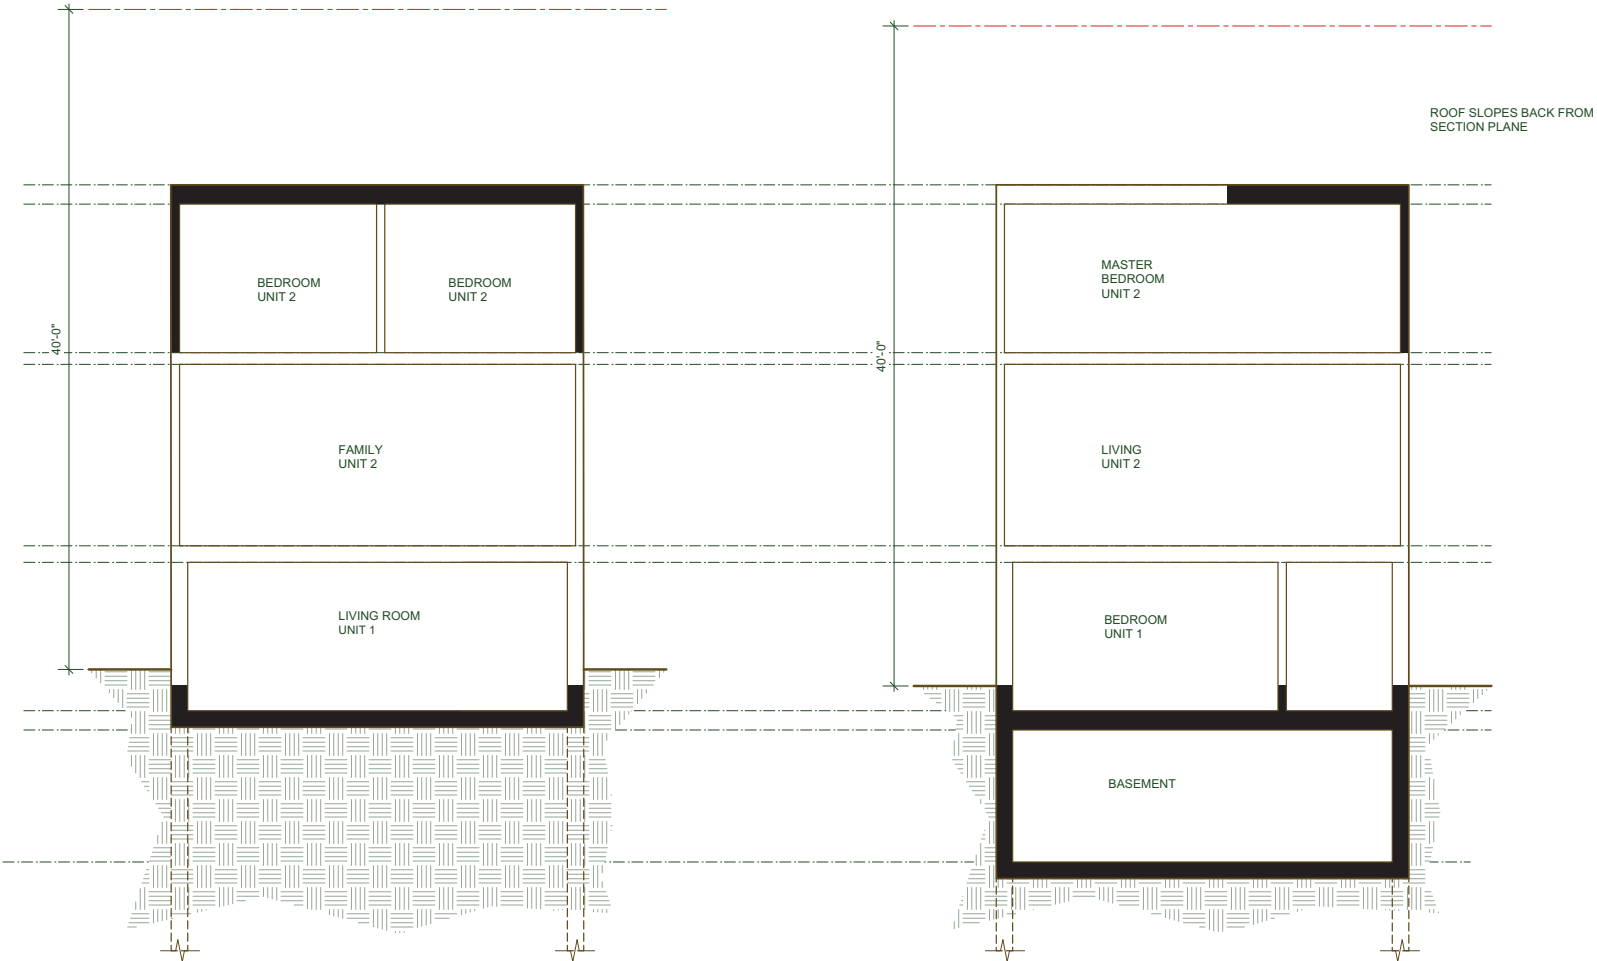 ROOF SLOPES BACK FROM
SECTION PLANE
BEDROOM
UNIT 2
BEDROOM
UNIT 2
MASTER
BEDROOM
UNIT 2
40'-0"
40'-0"
FAMILY
UNIT 2
LIVING
UNIT 2
LIVING ROOM
UNIT 1
BEDROOM
UNIT 1
BASEMENT